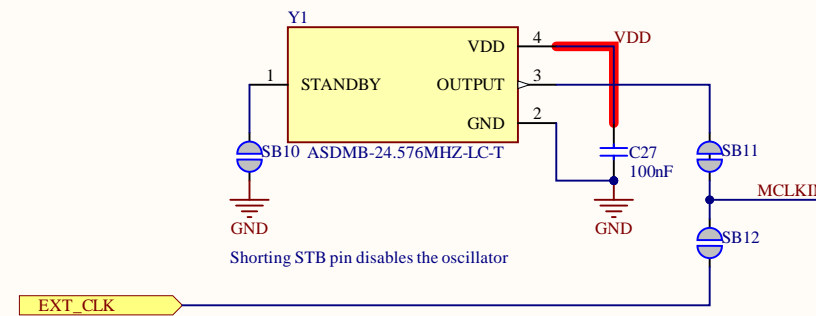 Y1
VDD
4
VDD
1
STANDBY
OUTPUT
3
GND
2
SB10
ASDMB-24.576MHZ-LC-T
C27
100nF
SB11
MCLKIN
GND
GND
SB12
Shorting STB pin disables the oscillator
EXT_CLK